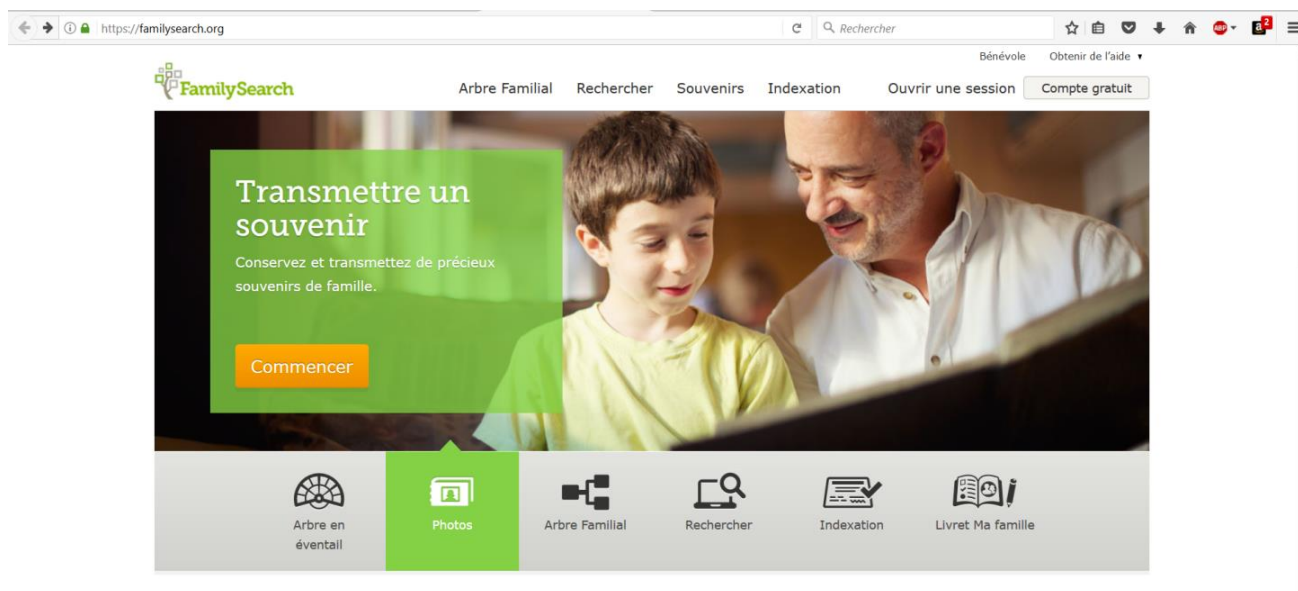 https://familysearch.org
Rechercher
ABP
a 2
Bénévole Obtenir de l'aide
FamilySearch
Arbre Familial Rechercher Souvenirs Indexation Ouvrir une session Compte gratuit
Transmettre un
souvenir
Conservez et transmettez de précieux
souvenirs de famille.
Commencer
Arbre en
éventail
Photos
Arbre Familial
Rechercher
Indexation
Livret Ma famille